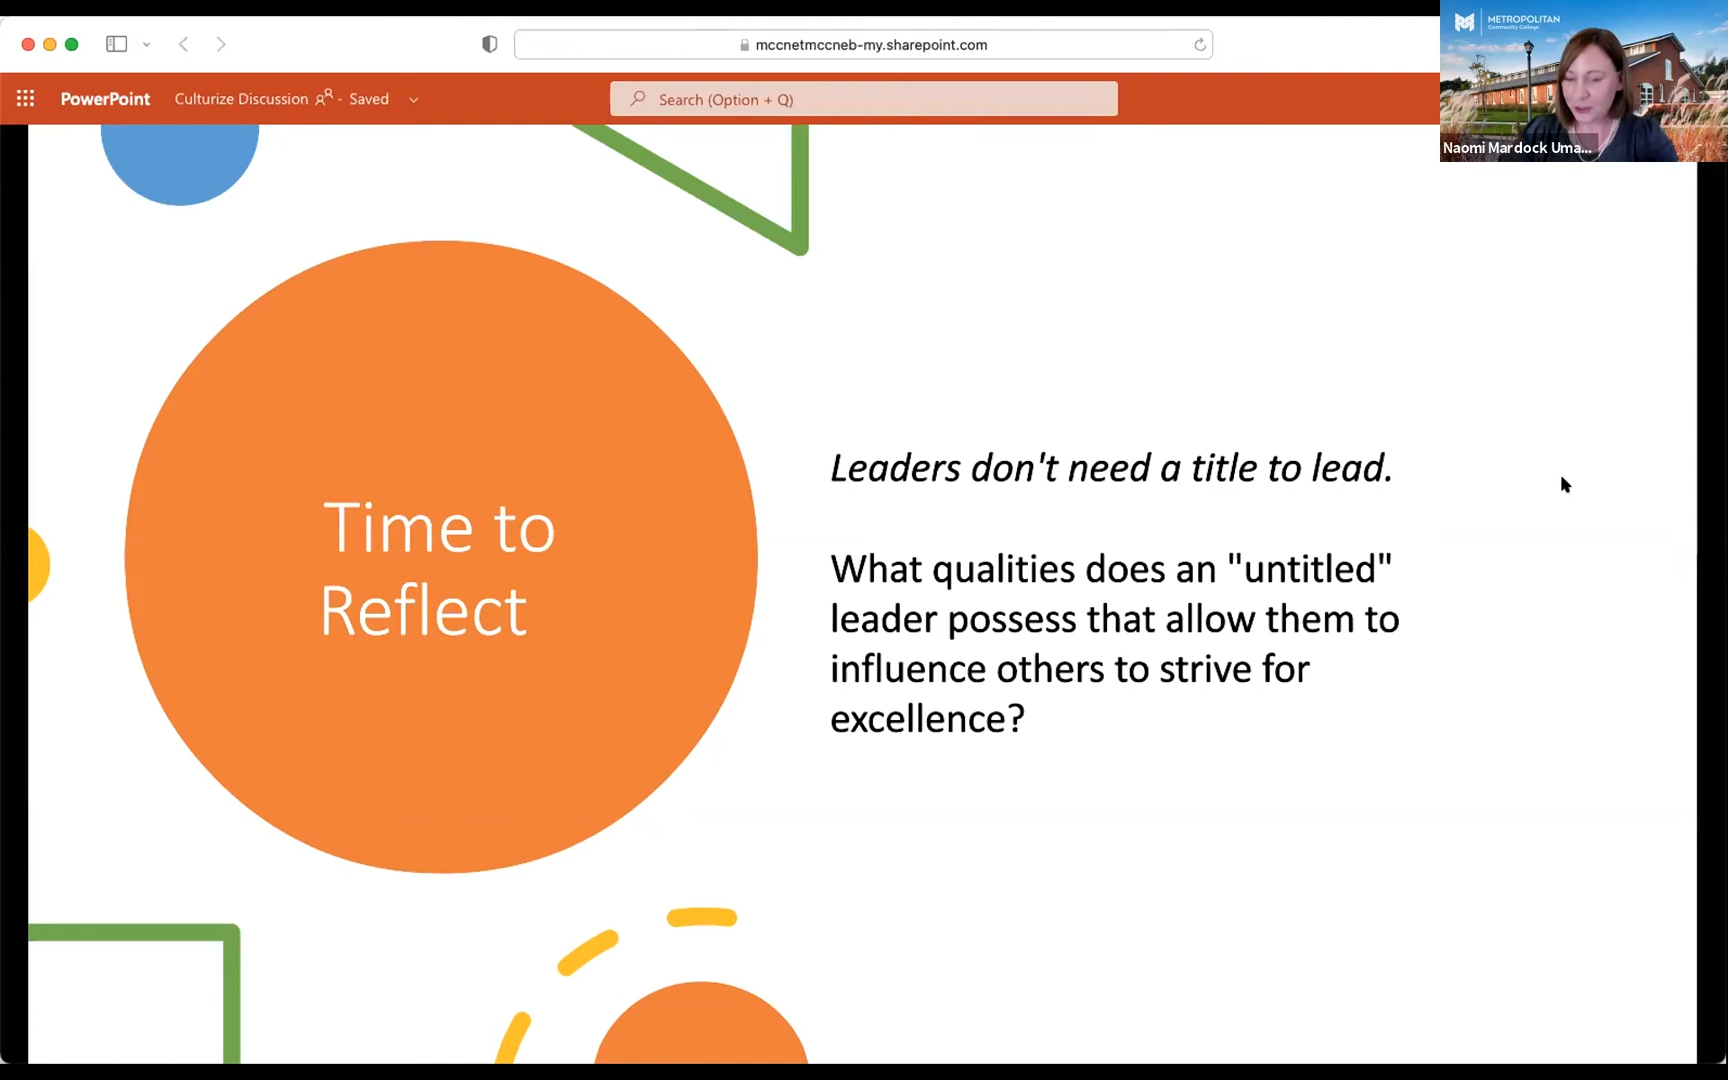 mccnetmccneb-my.sharepoint.com
METROPOLITAN
Community College
PowerPoint
Culturize Discussion - Saved
Search (Option + Q)
Naomi Mardock Uma...
Time to
Reflect
Leaders don't need a title to lead.
What qualities does an "untitled"
leader possess that allow them to
influence others to strive for
excellence?